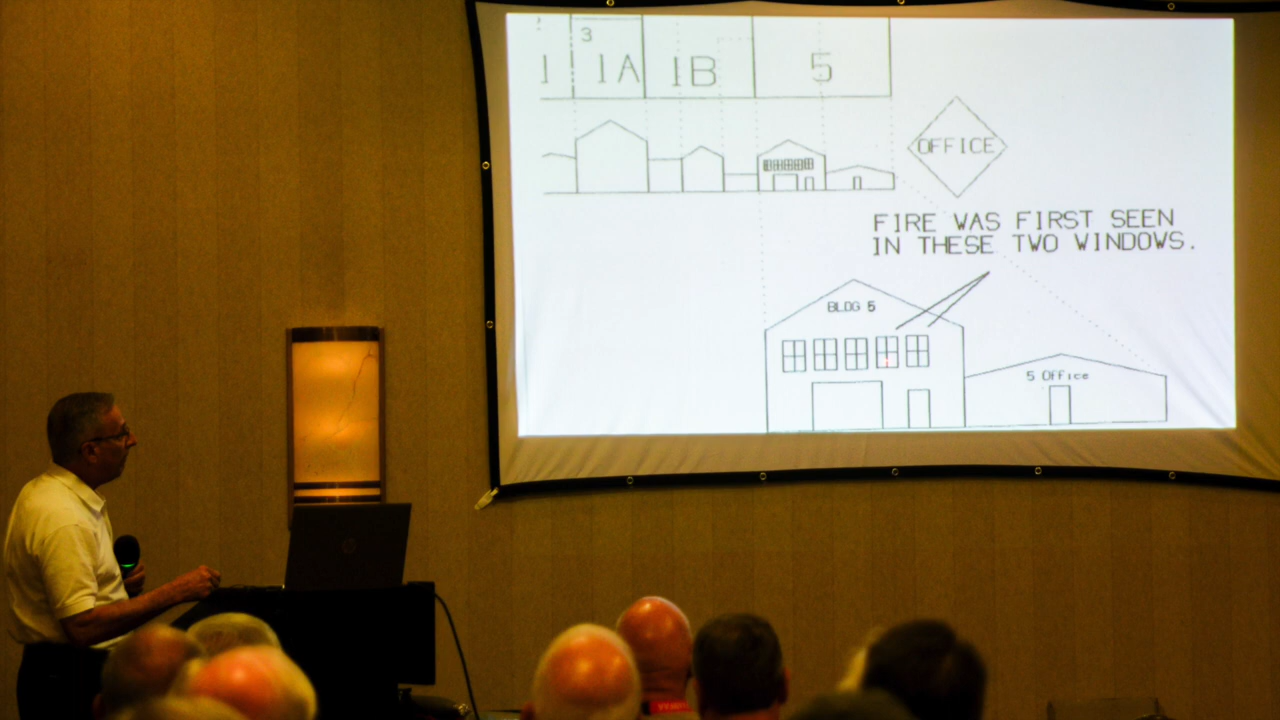 3
1 1A 1B 5
OFFICE
FIRE WAS FIRST SEEN
IN THESE TWO WINDOWS.
BLDG 5
5 Office